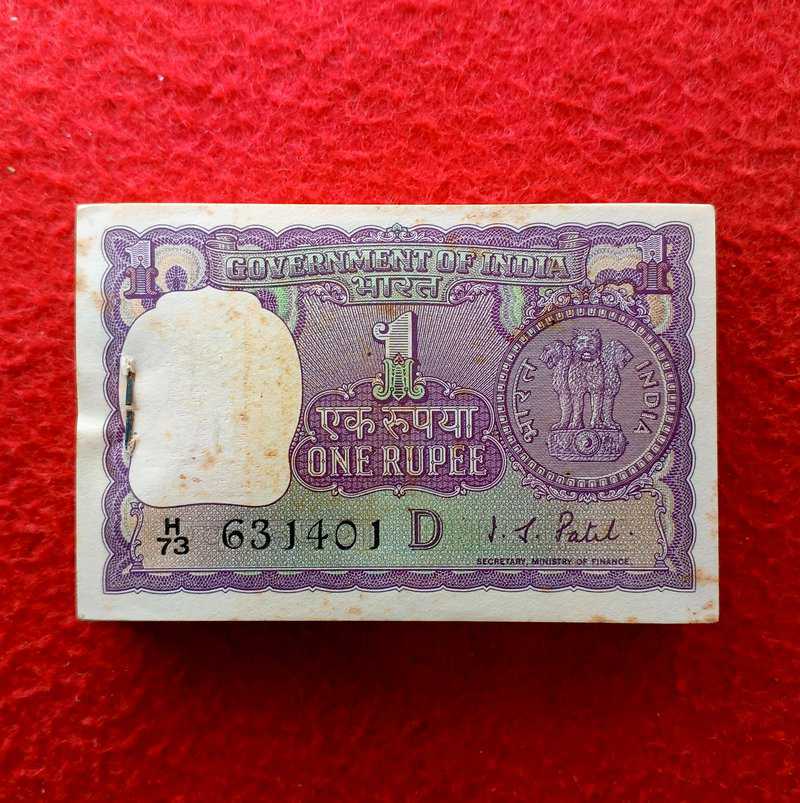 1 GOVERNMENT OF INDIA 1
भारत
1
एक रुपया
ONE RUPEE
भारत INDIA
H/73 631401 D I. G. Patel.
SECRETARY, MINISTRY OF FINANCE.